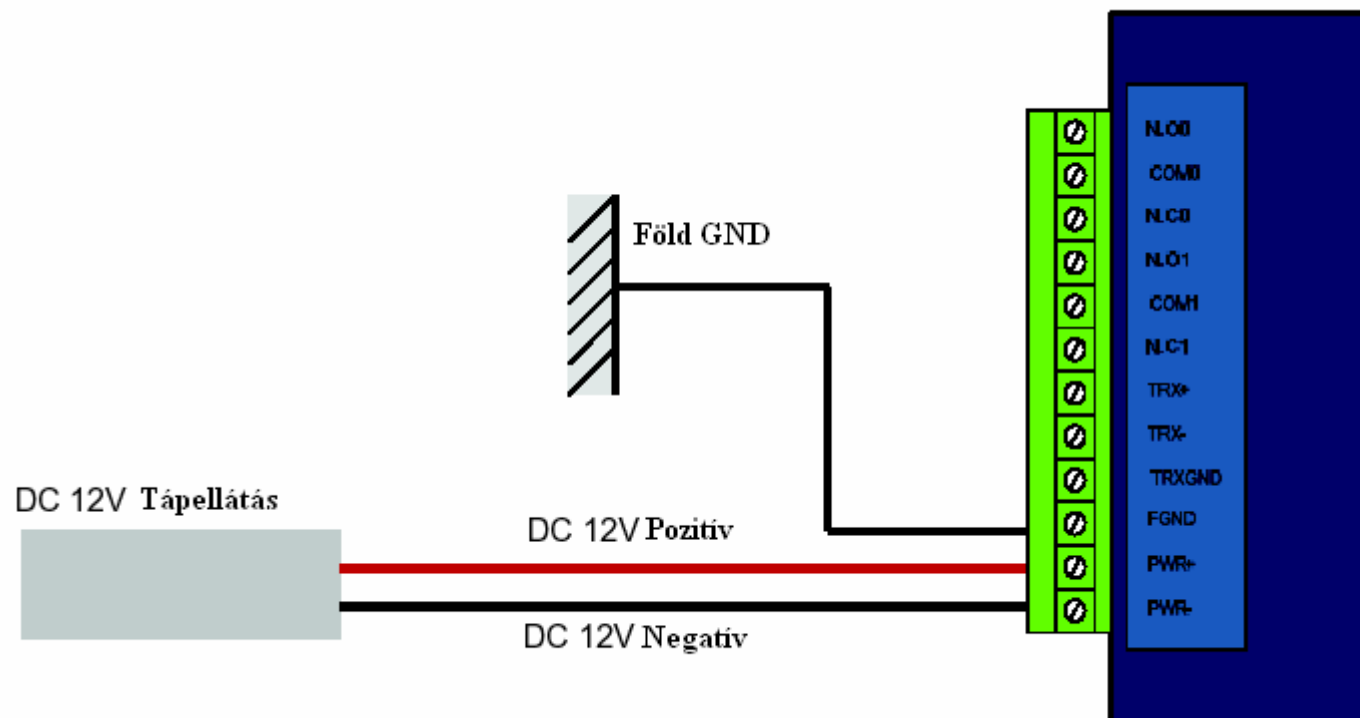 N.O0
COM0
N.C0
Föld GND
N.O1
COM1
N.C1
TRX+
TRX-
TRXGND
DC 12V Tápellátás
FGND
DC 12V Pozitív
PWR+
PWR-
DC 12V Negatív